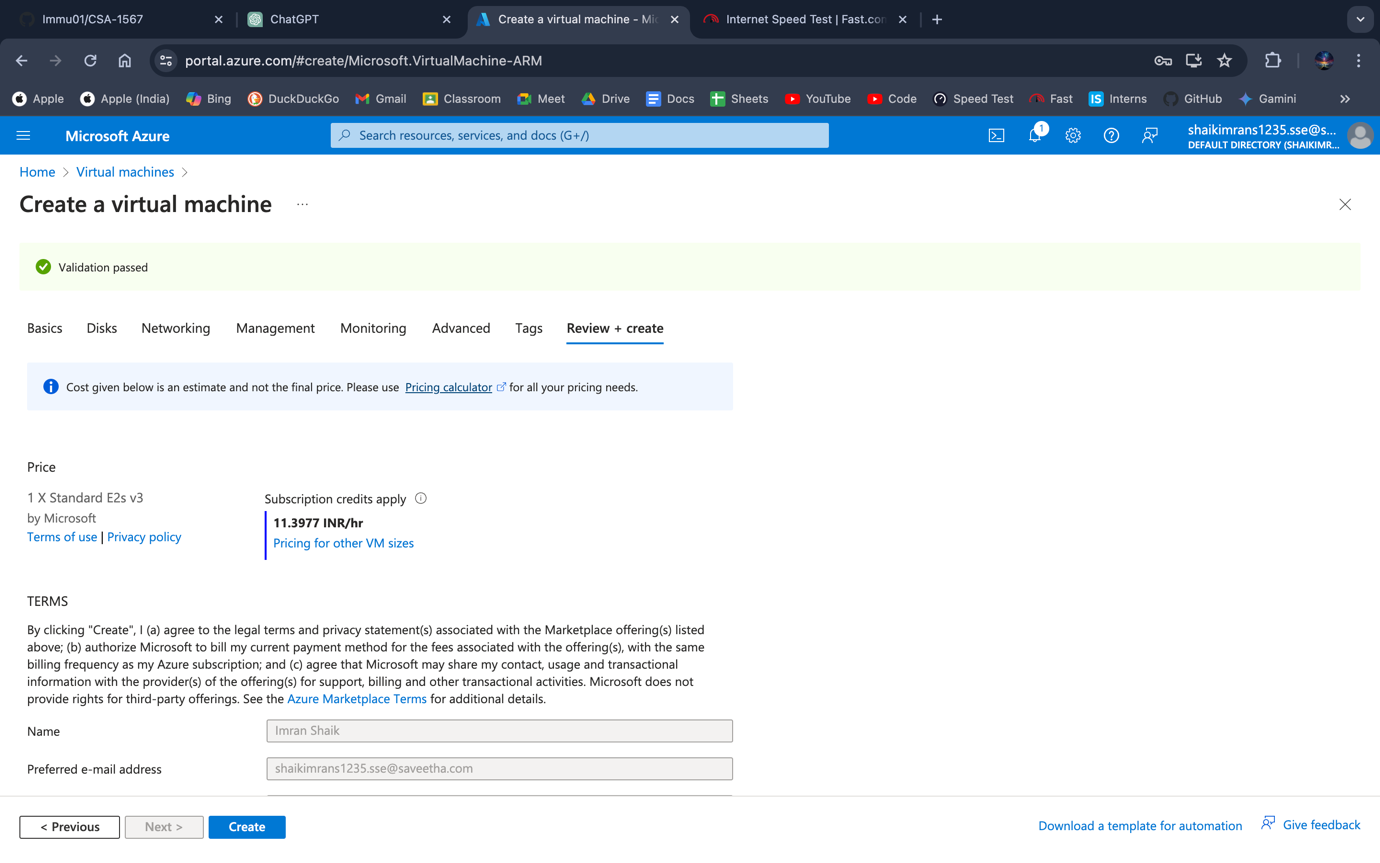 Immu01/CSA-1567
ChatGPT
Create a virtual machine - Mic
Internet Speed Test | Fast.com
portal.azure.com/#create/Microsoft.VirtualMachine-ARM
Apple
Apple (India)
Bing
DuckDuckGo
Gmail
Classroom
Meet
Drive
Docs
Sheets
YouTube
Code
Speed Test
Fast
IS Interns
GitHub
Gamini
Microsoft Azure
Search resources, services, and docs (G+/)
1
shaikimrans1235.sse@s...
DEFAULT DIRECTORY (SHAIKIMR...
Home > Virtual machines >
Create a virtual machine ...
Validation passed
Basics
Disks
Networking
Management
Monitoring
Advanced
Tags
Review + create
Cost given below is an estimate and not the final price. Please use Pricing calculator for all your pricing needs.
Price
1 X Standard E2s v3
by Microsoft
Terms of use | Privacy policy
Subscription credits apply
11.3977 INR/hr
Pricing for other VM sizes
TERMS
By clicking "Create", I (a) agree to the legal terms and privacy statement(s) associated with the Marketplace offering(s) listed
above; (b) authorize Microsoft to bill my current payment method for the fees associated with the offering(s), with the same
billing frequency as my Azure subscription; and (c) agree that Microsoft may share my contact, usage and transactional
information with the provider(s) of the offering(s) for support, billing and other transactional activities. Microsoft does not
provide rights for third-party offerings. See the Azure Marketplace Terms for additional details.
Name
Imran Shaik
Preferred e-mail address
shaikimrans1235.sse@saveetha.com
< Previous
Next >
Create
Download a template for automation
Give feedback